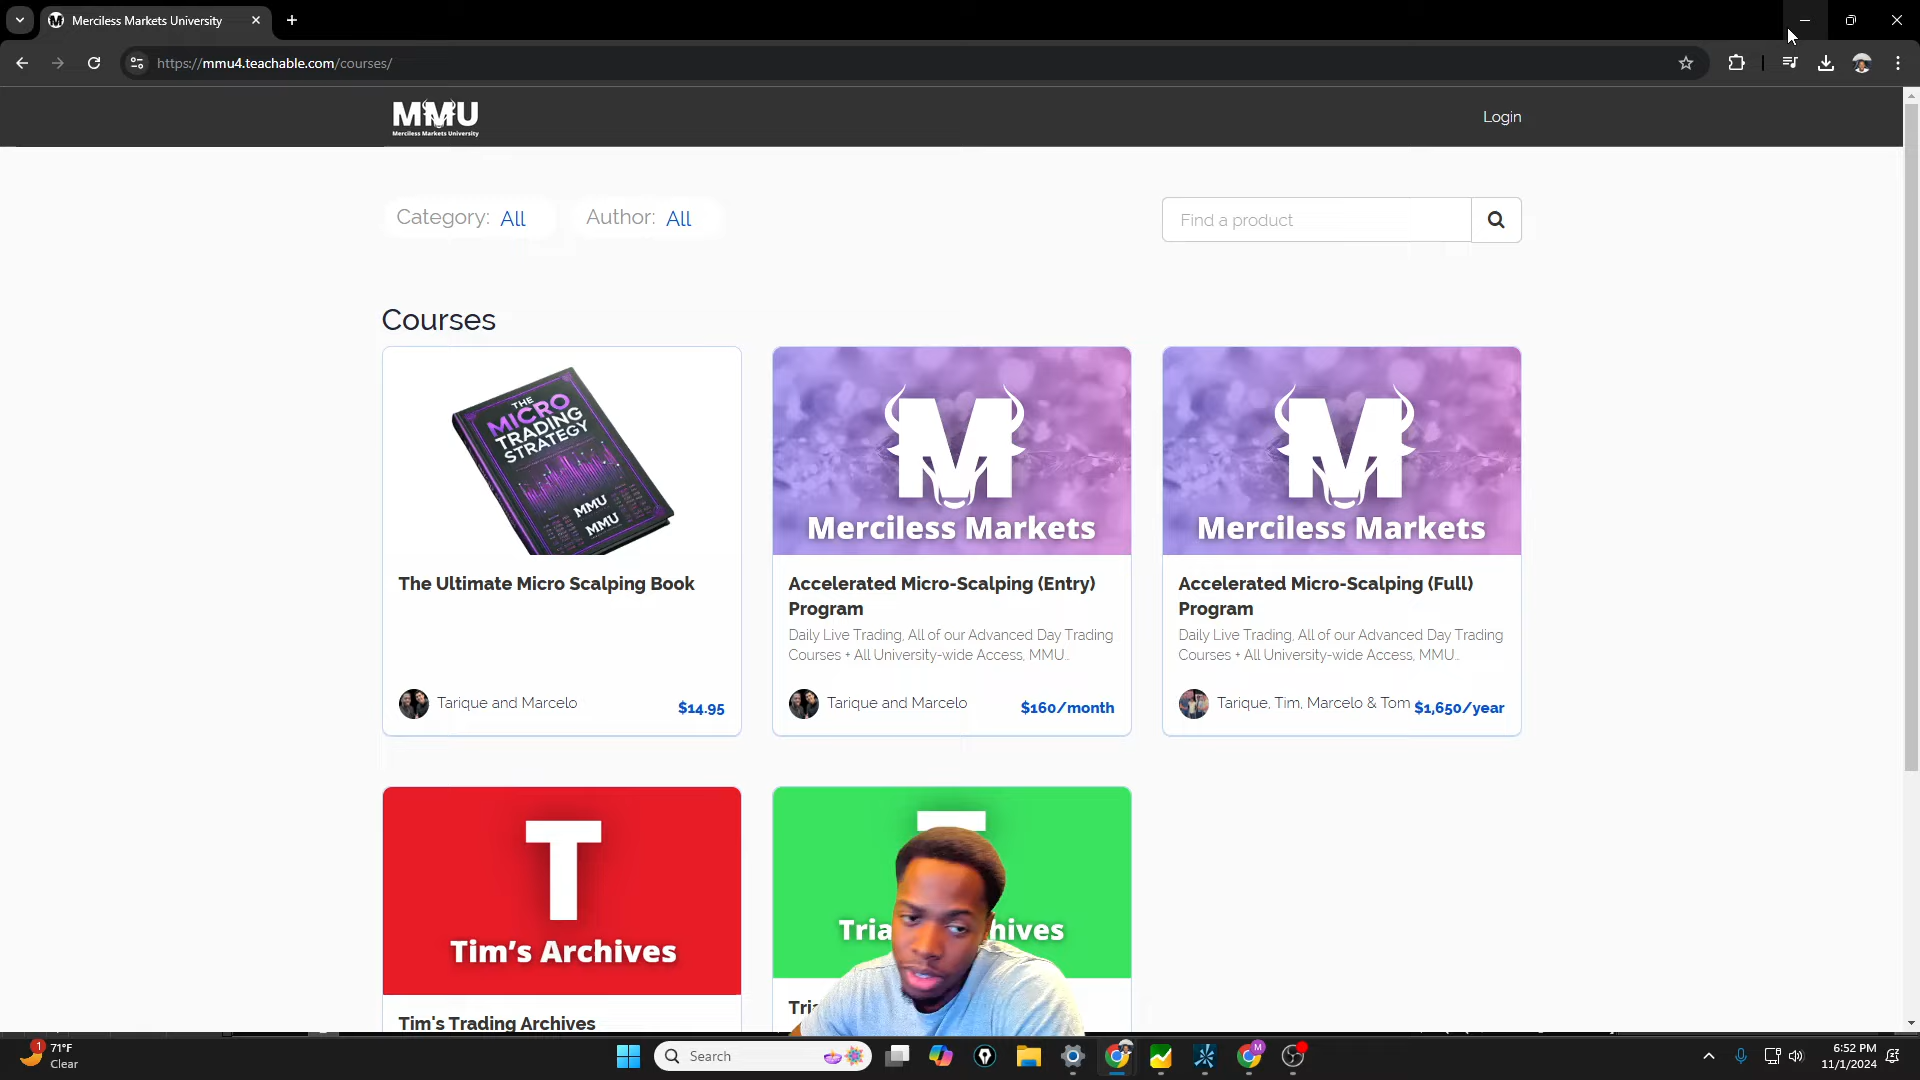 Merciless Markets University
https://mmu4.teachable.com/courses/
MMU
Merciless Markets University
Login
Category: All
Author: All
Find a product
Courses
THE
MICRO
TRADING
STRATEGY
MMU
MMU
Merciless Markets
Merciless Markets
The Ultimate Micro Scalping Book
Accelerated Micro-Scalping (Entry)
Program
Daily Live Trading, All of our Advanced Day Trading
Courses + All University-wide Access, MMU...
Accelerated Micro-Scalping (Full)
Program
Daily Live Trading, All of our Advanced Day Trading
Courses + All University-wide Access, MMU...
Tarique and Marcelo
$14.95
Tarique and Marcelo
$160/month
Tarique, Tim, Marcelo & Tom
$1,650/year
T
Tim's Archives
Tria
hives
Tim's Trading Archives
Tria
1
71°F
Clear
Search
M
6:52 PM
11/1/2024